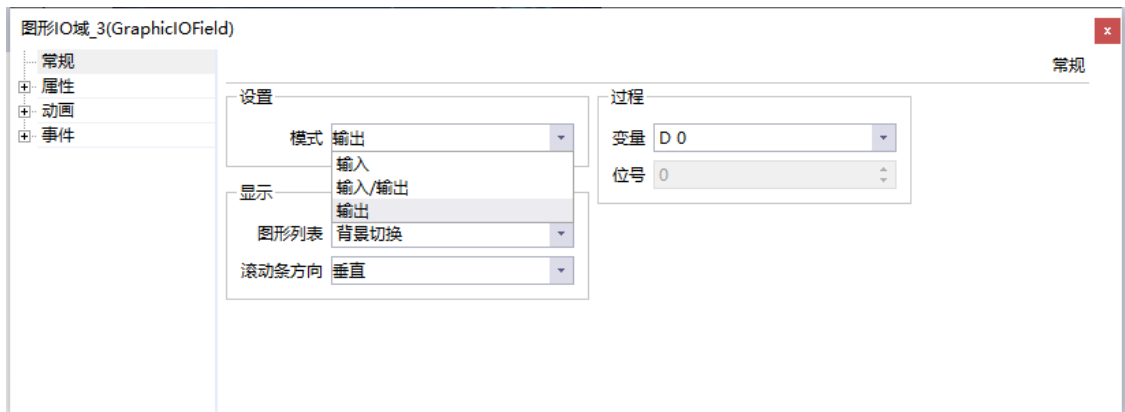 图形IO域_3(GraphicIOField)
x
常规
属性
动画
事件
常规
设置
模式 输出
输入
输入/输出
输出
显示
图形列表 背景切换
滚动条方向 垂直
过程
变量 D 0
位号 0